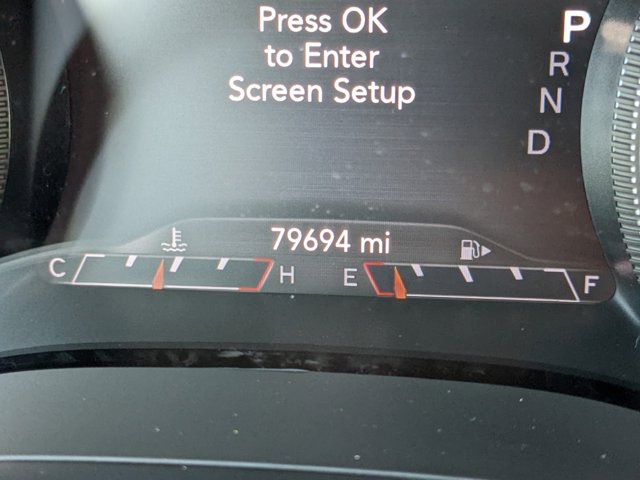 Press OK
to Enter
Screen Setup
P
R
N
D
79694 mi
C
H
E
F